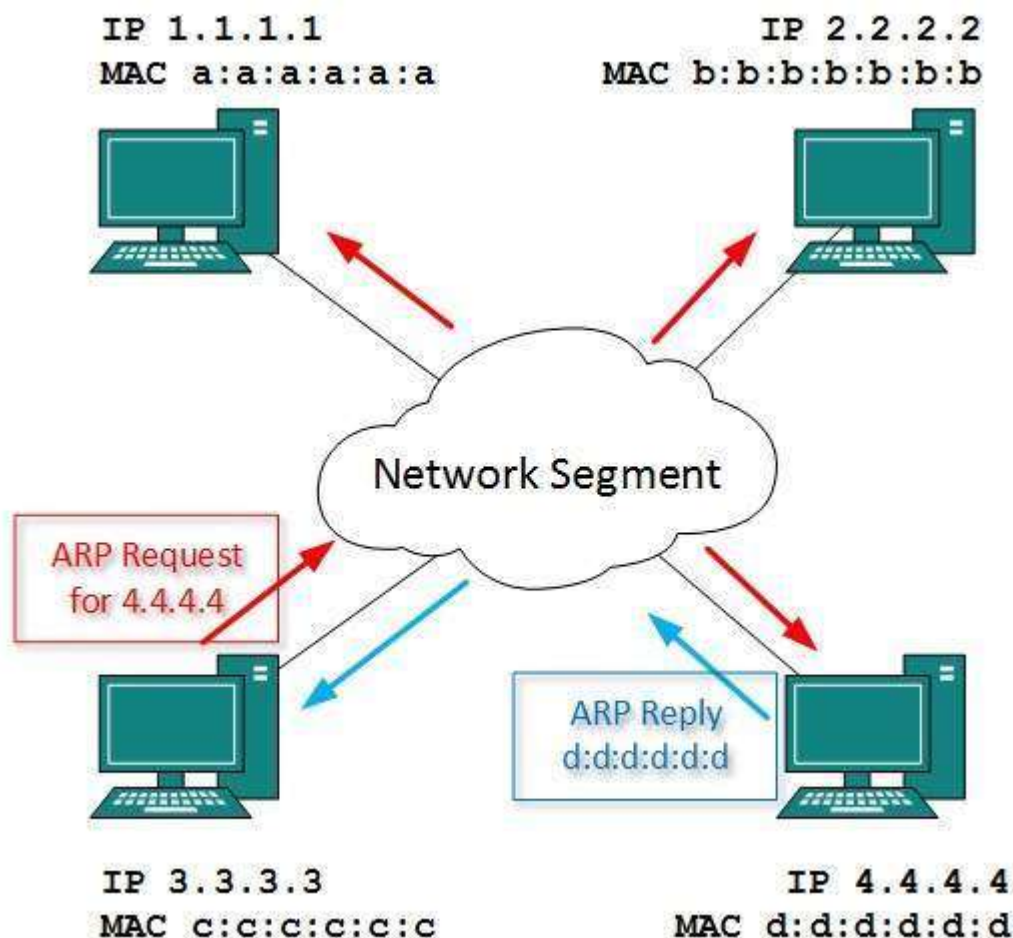 IP 1.1.1.1
MAC a:a:a:a:a:a
IP 2.2.2.2
MAC b:b:b:b:b:b:b
Network Segment
ARP Request
for 4.4.4.4
ARP Reply
d:d:d:d:d:d
IP 3.3.3.3
MAC c:c:c:c:c:c
IP 4.4.4.4
MAC d:d:d:d:d:d